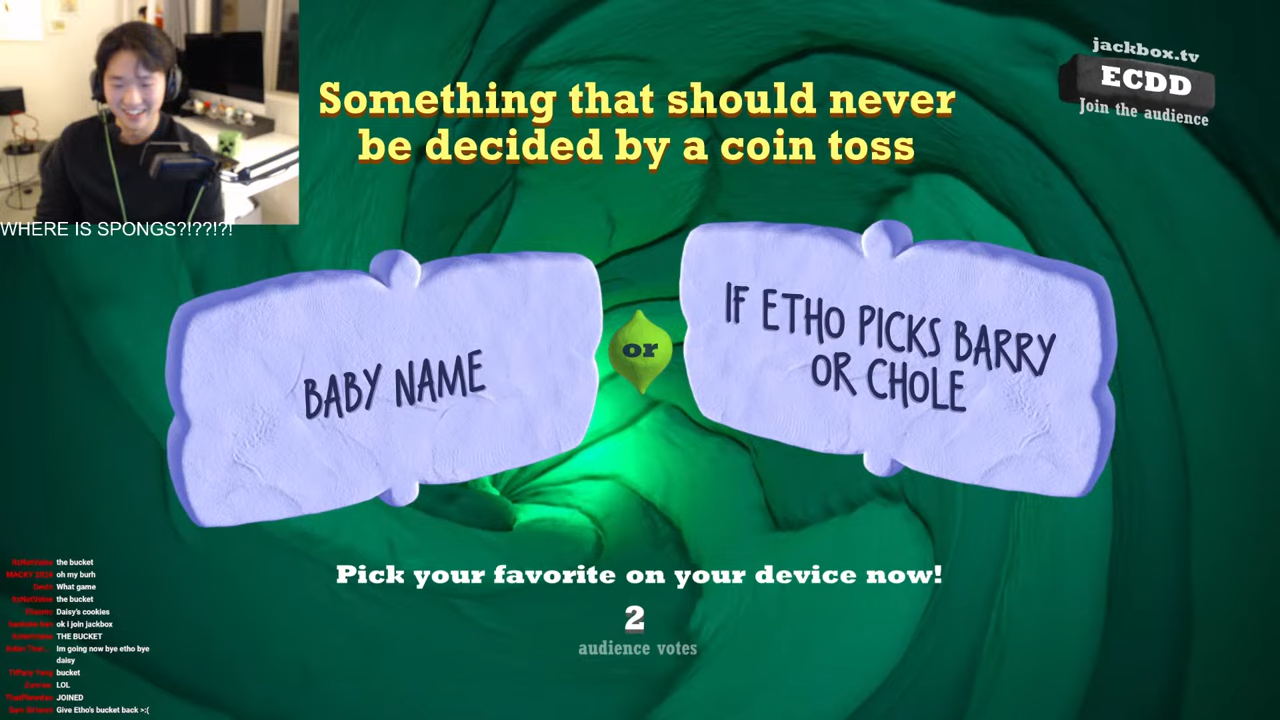 jackbox.tv
ECDD
Join the audience
Something that should never
be decided by a coin toss
WHERE IS SPONGS?!??!?!
BABY NAME
or
IF ETHO PICKS BARRY
OR CHOLE
Pick your favorite on your device now!
2
audience votes
the bucket
oh my burh
What game
the bucket
Daisy's cookies
ok i join jackbox
THE BUCKET
Im going now bye etho bye
daisy
bucket
LOL
JOINED
Give Etho's bucket back >:(